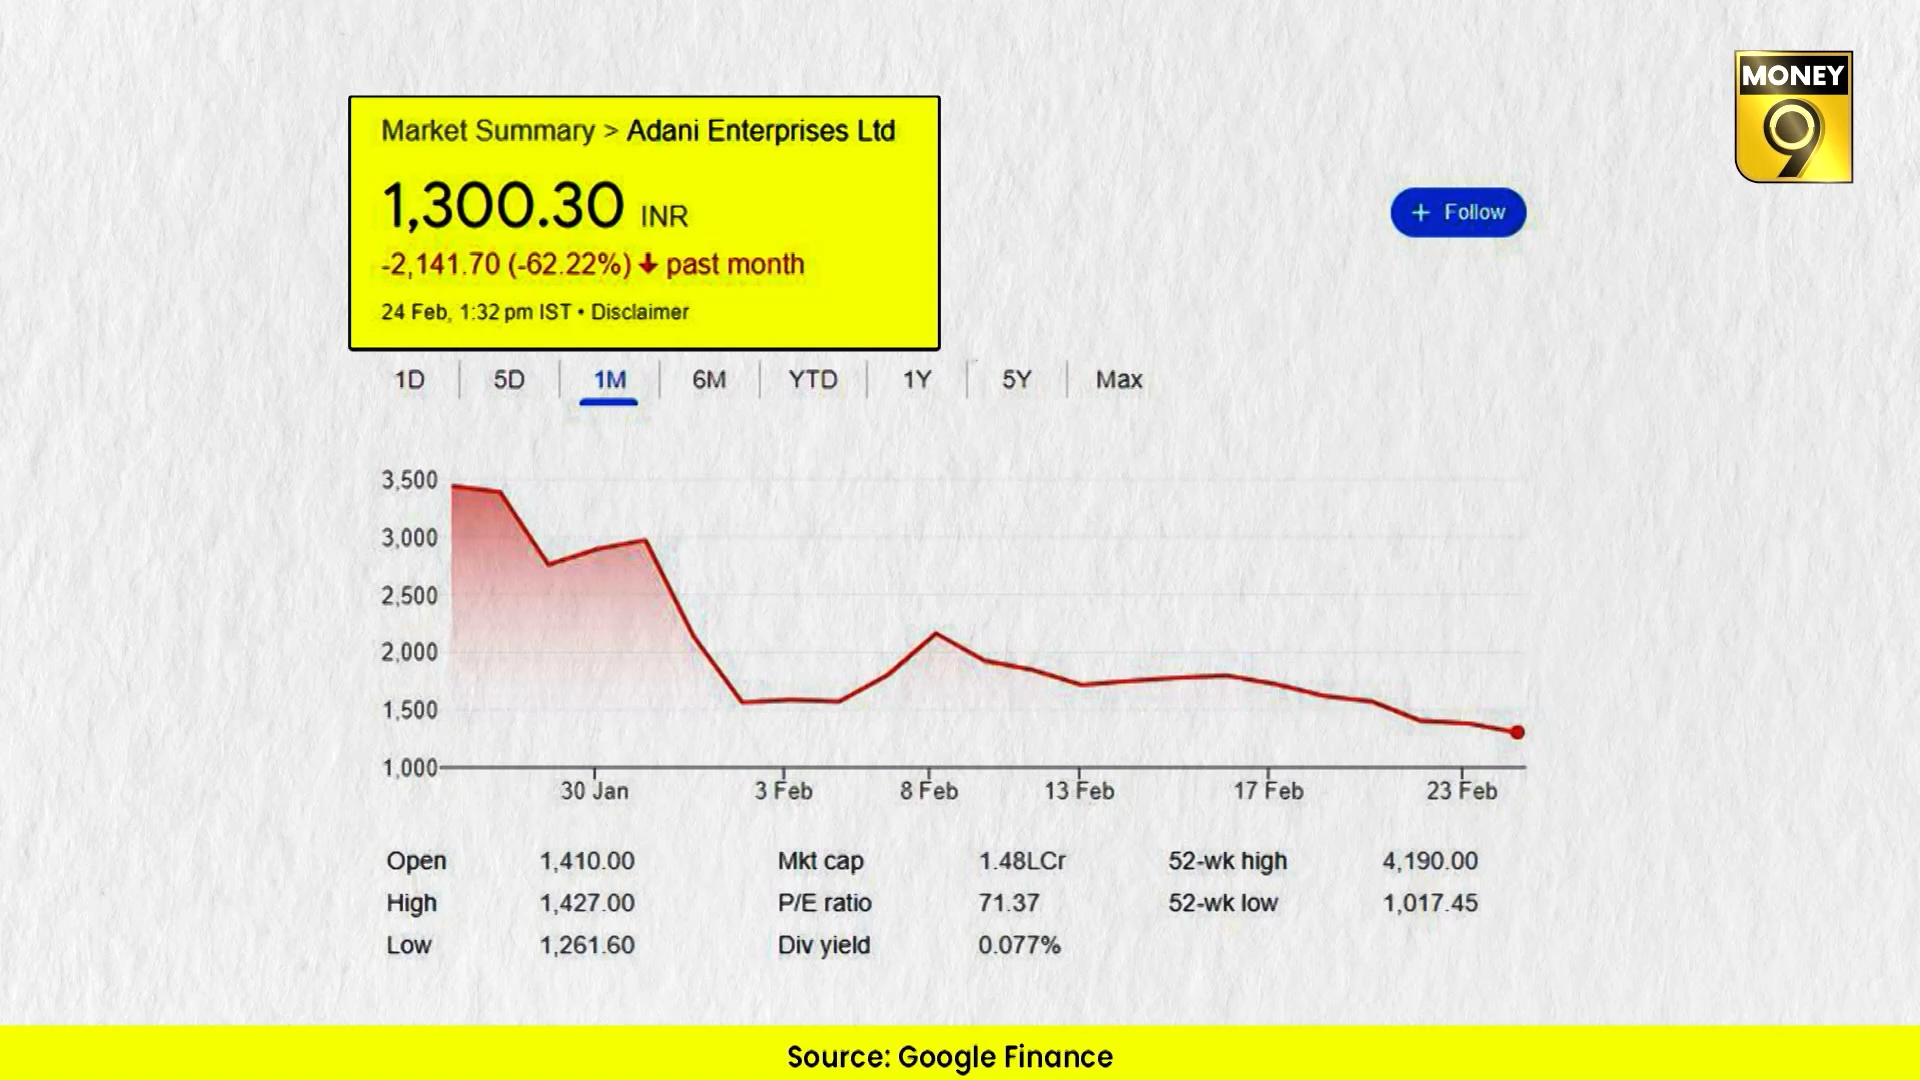 MONEY
9
Market Summary > Adani Enterprises Ltd
1,300.30 INR
-2,141.70 (-62.22%) ↓ past month
24 Feb, 1:32 pm IST • Disclaimer
+ Follow
1D 5D 1M 6M YTD 1Y 5Y Max
3,500
3,000
2,500
2,000
1,500
1,000
30 Jan 3 Feb 8 Feb 13 Feb 17 Feb 23 Feb
Open 1,410.00 Mkt cap 1.48LCr 52-wk high 4,190.00
High 1,427.00 P/E ratio 71.37 52-wk low 1,017.45
Low 1,261.60 Div yield 0.077%
Source: Google Finance